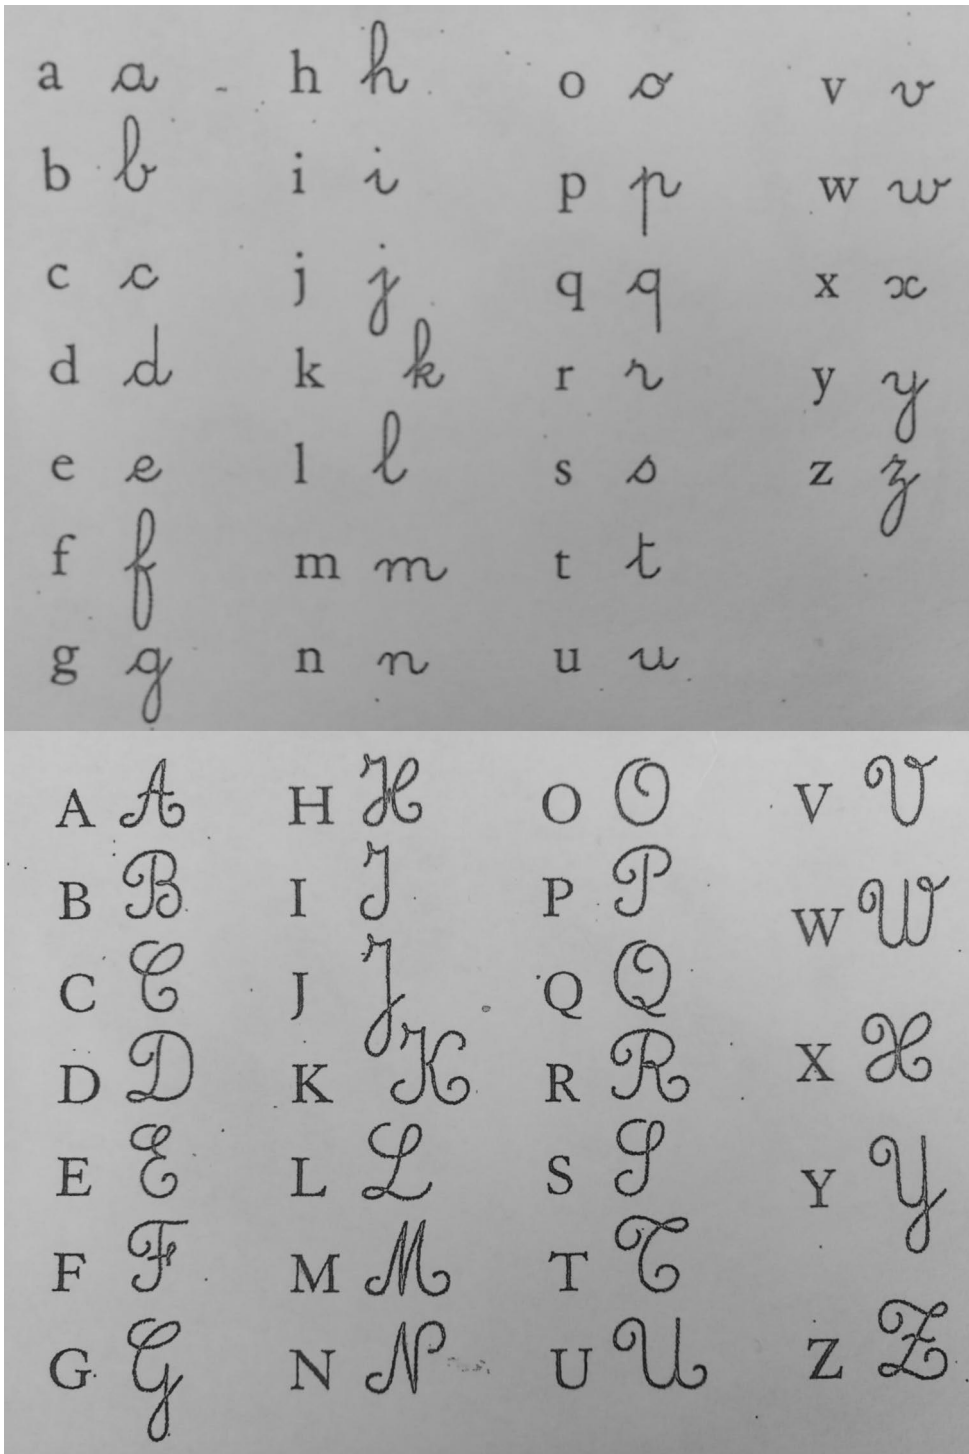 a a h h o o v v
b b i i p p w w
c c j j q q x x
d d k k r r y y
e e l l s s z z
f f m m t t
g g n n u u
A A H H O O V V
B B I I P P W W
C C J J Q Q X X
D D K K R R Y Y
E E L L S S Z Z
F F M M T T
G G N N U U